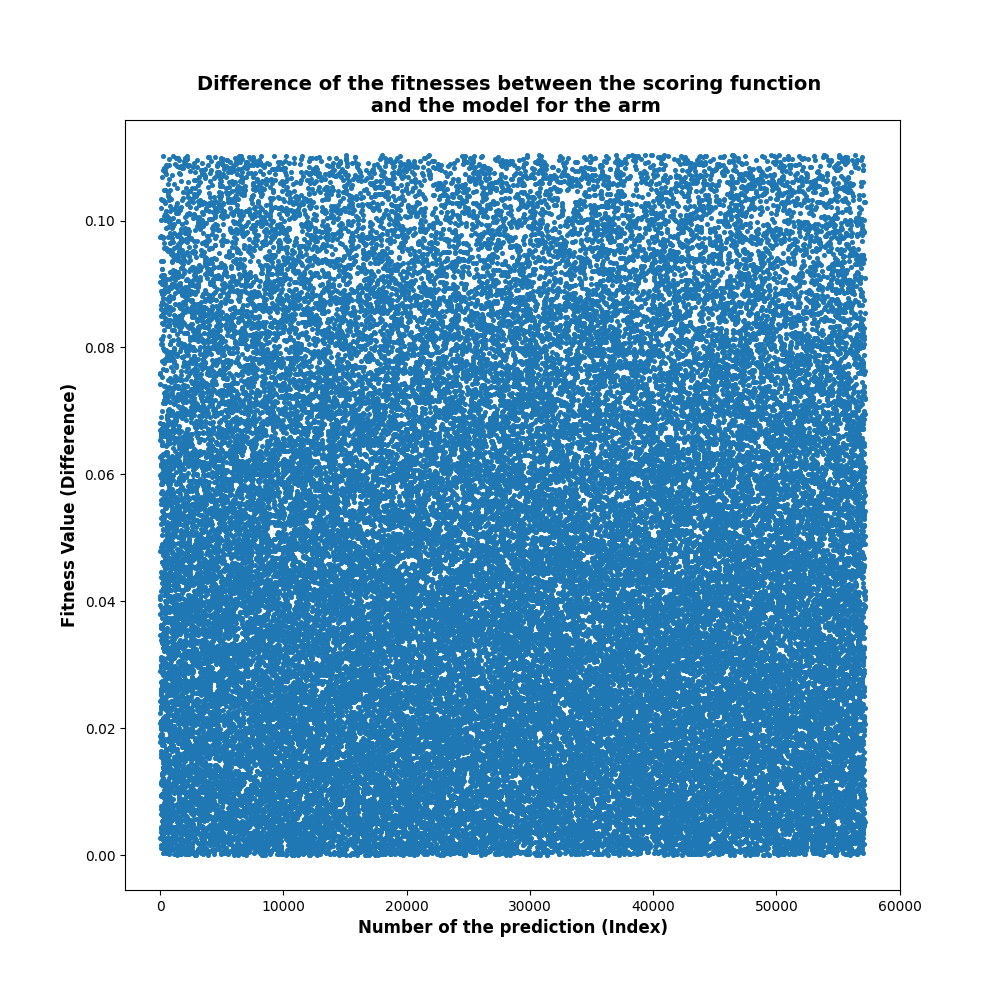 Difference of the fitnesses between the scoring function
and the model for the arm
Fitness Value (Difference)
0.10
0.08
0.06
0.04
0.02
0.00
0 10000 20000 30000 40000 50000 60000
Number of the prediction (Index)